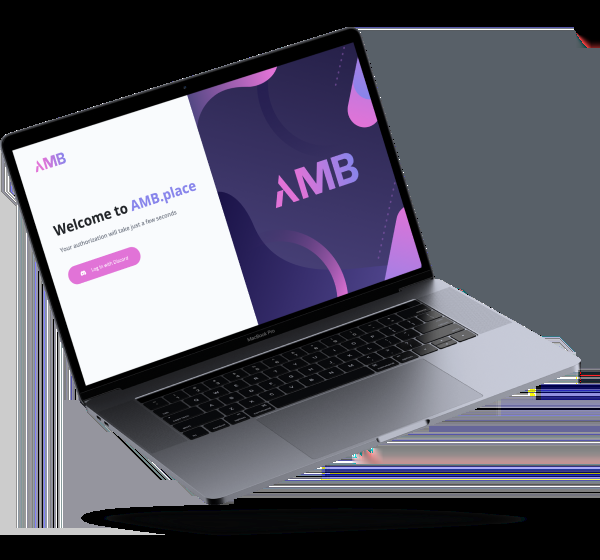 AMB
Welcome to AMB.place
Your authorization will take just a few seconds
Log in with Discord
AMB
MacBook Pro